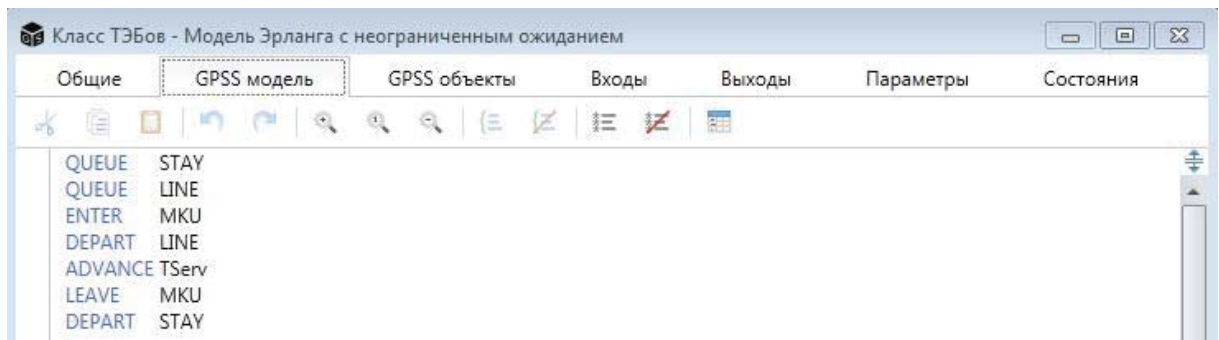 Класс ТЭБов - Модель Эрланга с неограниченным ожиданием
Общие GPSS модель GPSS объекты Входы Выходы Параметры Состояния
QUEUE STAY
QUEUE LINE
ENTER MKU
DEPART LINE
ADVANCE TServ
LEAVE MKU
DEPART STAY